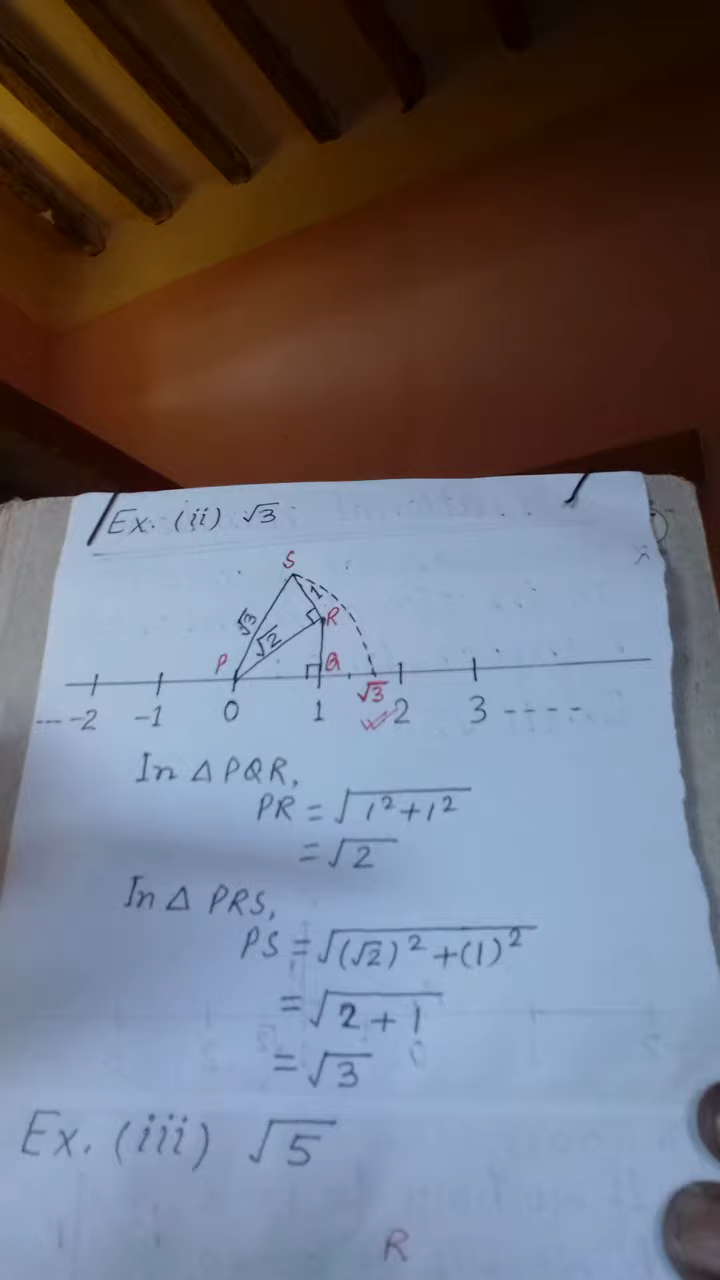 Ex. (ii) √3
S
√3
1
√2
R
P
Q
√3
--- -2 -1 0 1 2 3 ----
In △ PQR,
PR = √1²+1²
= √2
In △ PRS,
PS = √(√2)²+(1)²
= √2+1
= √3
Ex. (iii) √5
R